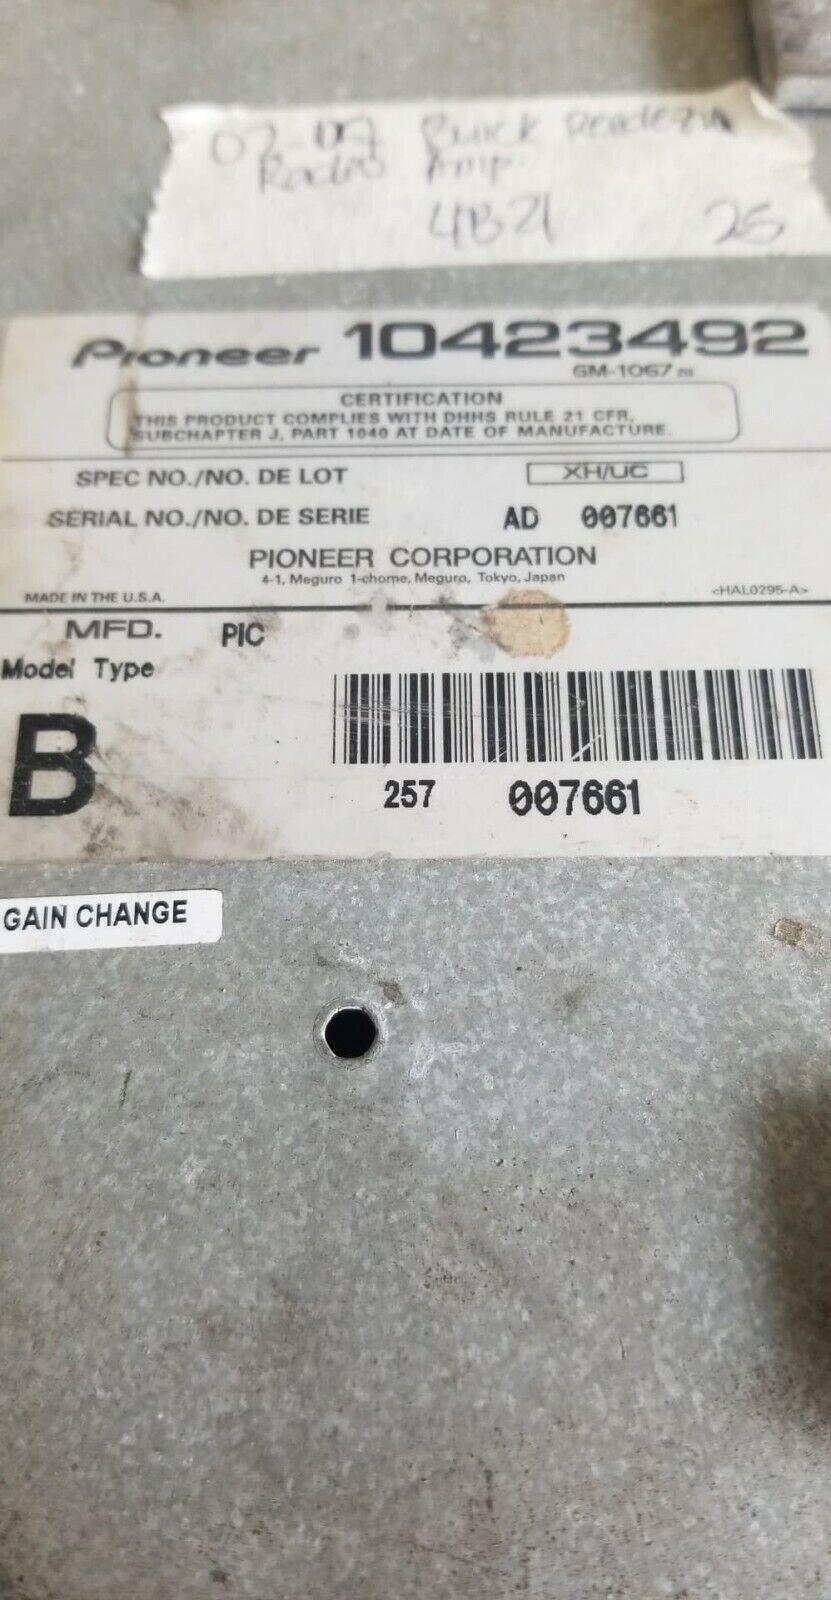 02-07 Buick
Radio Amp
4B21 25
Pioneer 10423492
GM-1067
CERTIFICATION
THIS PRODUCT COMPLIES WITH DHHS RULE 21 CFR,
SUBCHAPTER J, PART 1040 AT DATE OF MANUFACTURE.
SPEC NO./NO. DE LOT XH/UC
SERIAL NO./NO. DE SERIE AD 007661
PIONEER CORPORATION
4-1, Meguro 1-chome, Meguro, Tokyo, Japan
MADE IN THE U.S.A. <HAL0295-A>
MFD. PIC
Model Type
B
257 007661
GAIN CHANGE